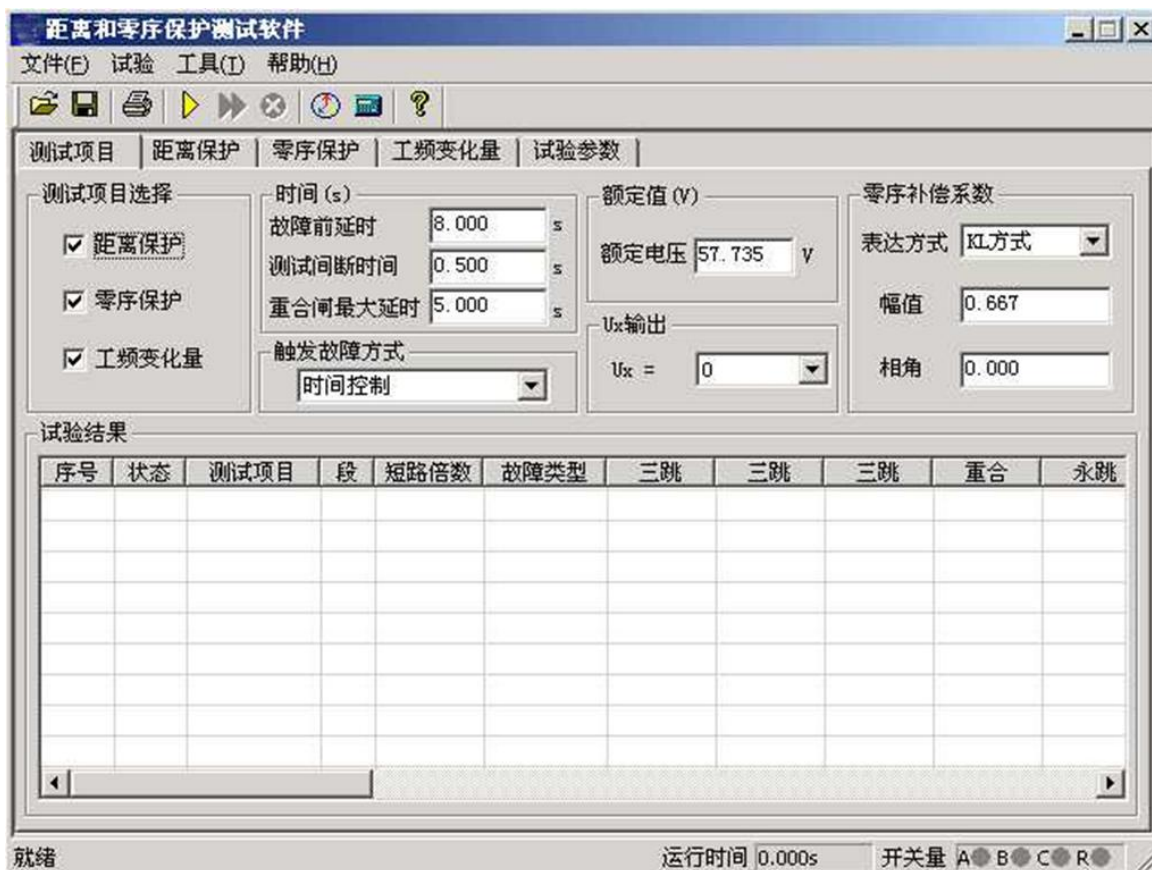 距离和零序保护测试软件
文件(F) 试验 工具(T) 帮助(H)
测试项目 距离保护 零序保护 工频变化量 试验参数
测试项目选择
距离保护
零序保护
工频变化量
时间(s)
故障前延时 8.000 s
测试间断时间 0.500 s
重合闸最大延时 5.000 s
触发故障方式
时间控制
额定值(V)
额定电压 57.735 V
Ux输出
Ux = 0
零序补偿系数
表达方式 KL方式
幅值 0.667
相角 0.000
试验结果
序号 状态 测试项目 段 短路倍数 故障类型 三跳 三跳 三跳 重合 永跳
就绪 运行时间 0.000s 开关量 A B C R